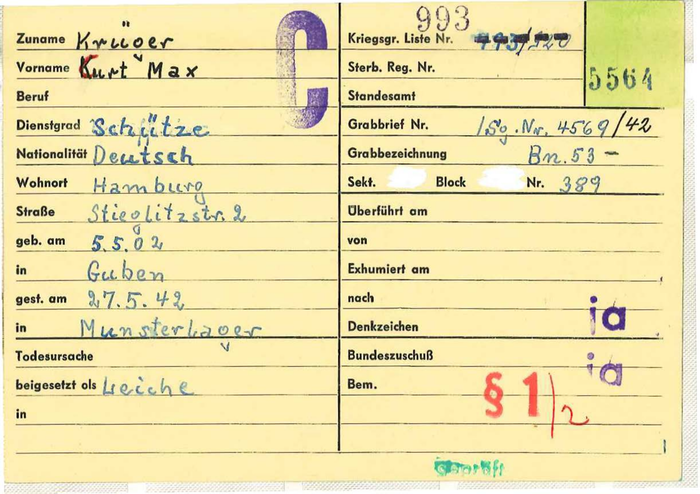 Zuname Krüger
Vorname Kurt Max
Beruf
Dienstgrad Schütze
Nationalität Deutsch
Wohnort Hamburg
Straße Stieglitzstr. 2
geb. am 5.5.02
in Guben
gest. am 27.5.42
in Munsterlager
Todesursache
beigesetzt als Leiche
in
C
993
Kriegsgr. Liste Nr.
Sterb. Reg. Nr.
Standesamt
5564
Grabbrief Nr. Nr. 4569/42
Grabbezeichnung Bn. 53 –
Sekt. Block Nr. 389
Überführt am
von
Exhumiert am
nach
Denkzeichen ja
Bundeszuschuß ja
Bem. § 1/2
Geprüft